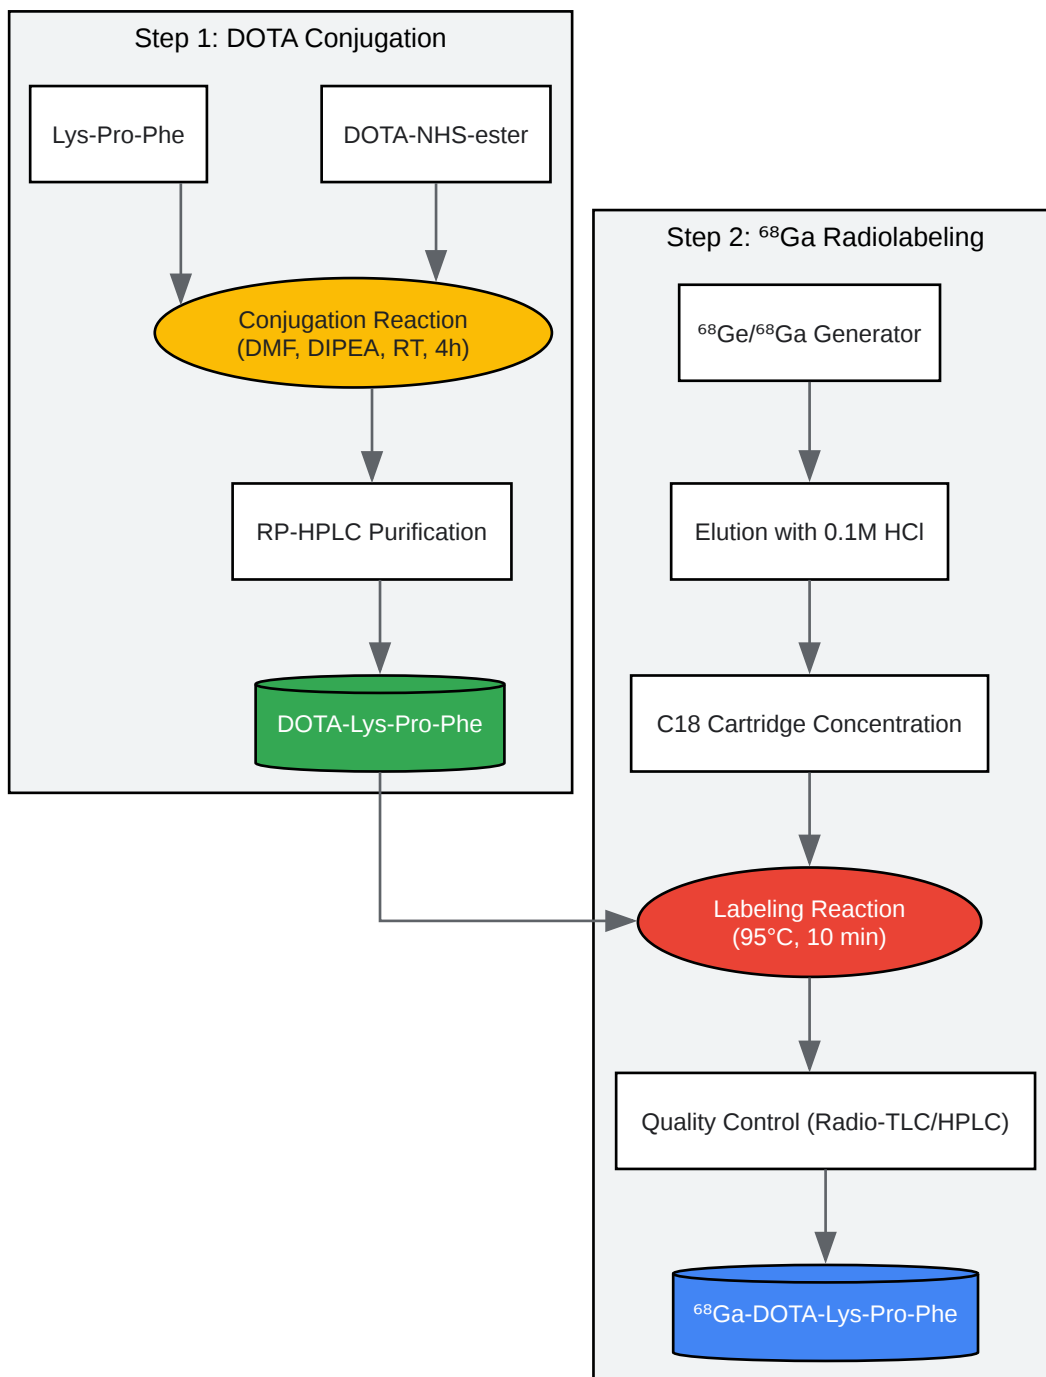 Step 1: DOTA Conjugation
Lys-Pro-Phe
DOTA-NHS-ester
Conjugation Reaction
(DMF, DIPEA, RT, 4h)
RP-HPLC Purification
DOTA-Lys-Pro-Phe
Step 2: ⁶⁸Ga Radiolabeling
⁶⁸Ge/⁶⁸Ga Generator
Elution with 0.1M HCl
C18 Cartridge Concentration
Labeling Reaction
(95°C, 10 min)
Quality Control (Radio-TLC/HPLC)
⁶⁸Ga-DOTA-Lys-Pro-Phe